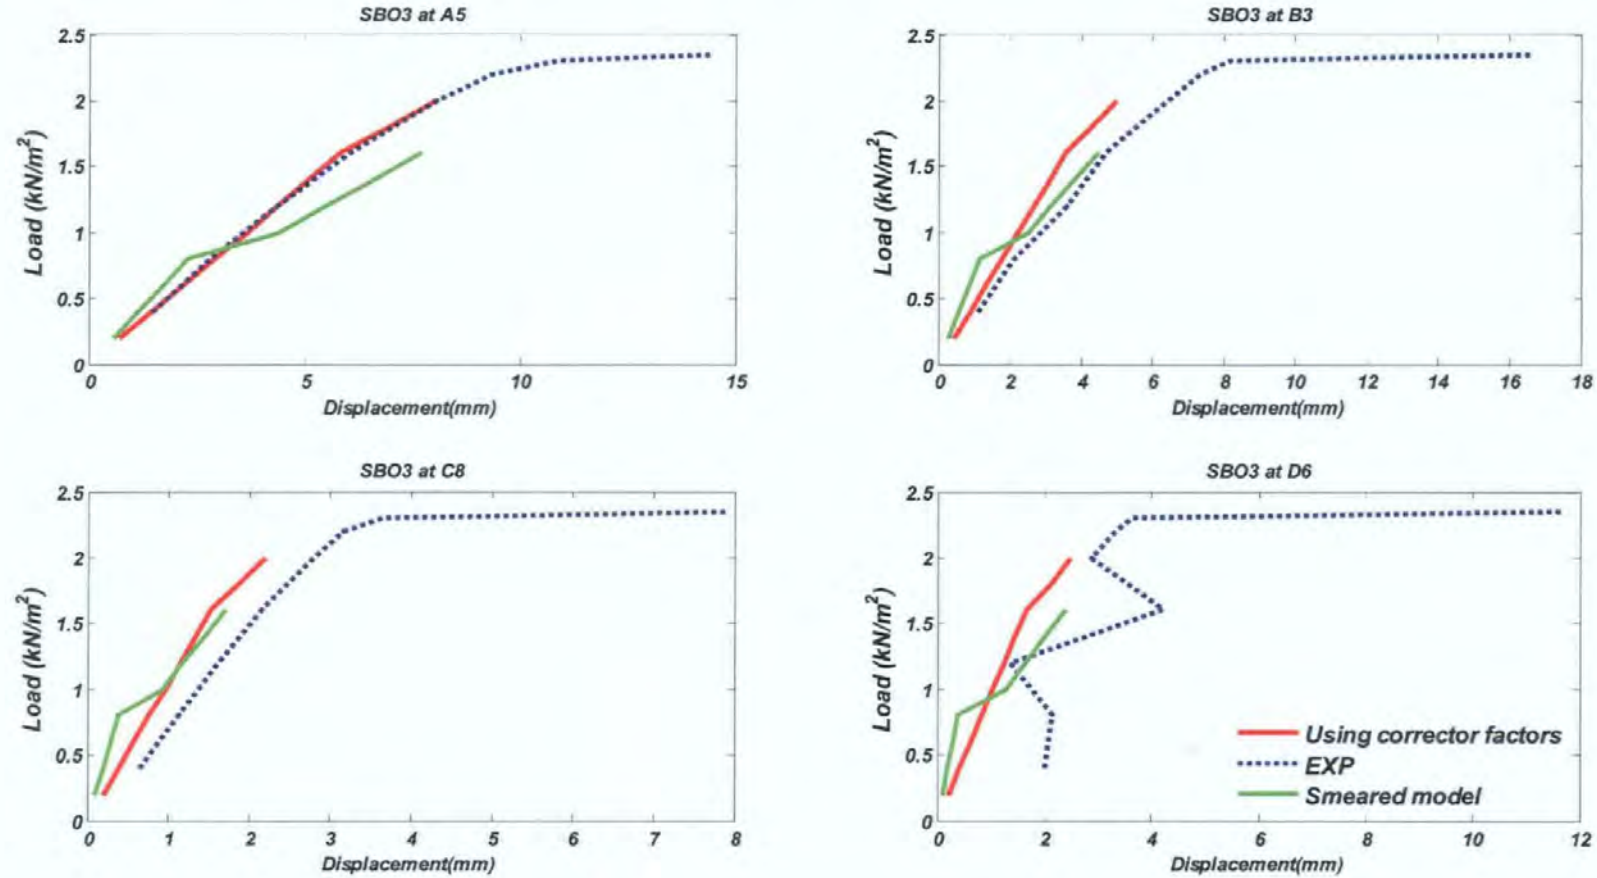 SBO3 at A5
2.5
2
1.5
1
0.5
0
Load (kN/m²)
0 5 10 15
Displacement(mm)
SBO3 at B3
2.5
2
1.5
1
0.5
0
Load (kN/m²)
0 2 4 6 8 10 12 14 16 18
Displacement(mm)
SBO3 at C8
2.5
2
1.5
1
0.5
0
Load (kN/m²)
0 1 2 3 4 5 6 7 8
Displacement(mm)
SBO3 at D6
2.5
2
1.5
1
0.5
0
Load (kN/m²)
0 2 4 6 8 10 12
Displacement(mm)
Using corrector factors
EXP
Smeared model